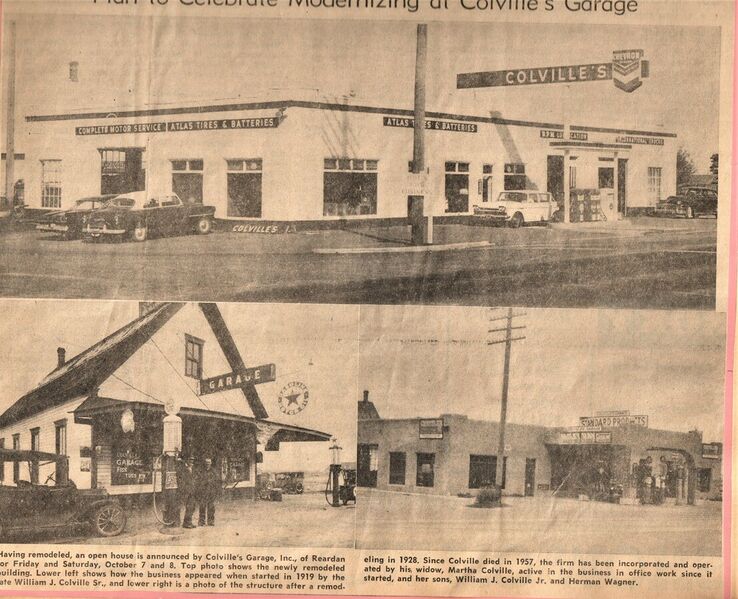 Plan to Celebrate Modernizing at Colville's Garage
COLVILLE'S
CHEVRON
COMPLETE MOTOR SERVICE
ATLAS TIRES & BATTERIES
ATLAS TIRES & BATTERIES
RPM LUBRICATION
INTERNATIONAL TRUCKS
COLVILLE'S
GARAGE
GARAGE
STANDARD PRODUCTS
Having remodeled, an open house is announced by Colville's Garage, Inc., of Reardan
for Friday and Saturday, October 7 and 8. Top photo shows the newly remodeled
building. Lower left shows how the business appeared when started in 1919 by the
late William J. Colville Sr., and lower right is a photo of the structure after a remod-
eling in 1928. Since Colville died in 1957, the firm has been incorporated and oper-
ated by his widow, Martha Colville, active in the business in office work since it
started, and her sons, William J. Colville Jr. and Herman Wagner.